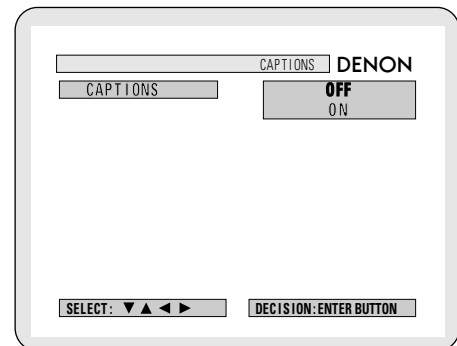 CAPTIONS DENON
CAPTIONS OFF
ON
SELECT: ▼ ▲ ◄ ► DECISION:ENTER BUTTON